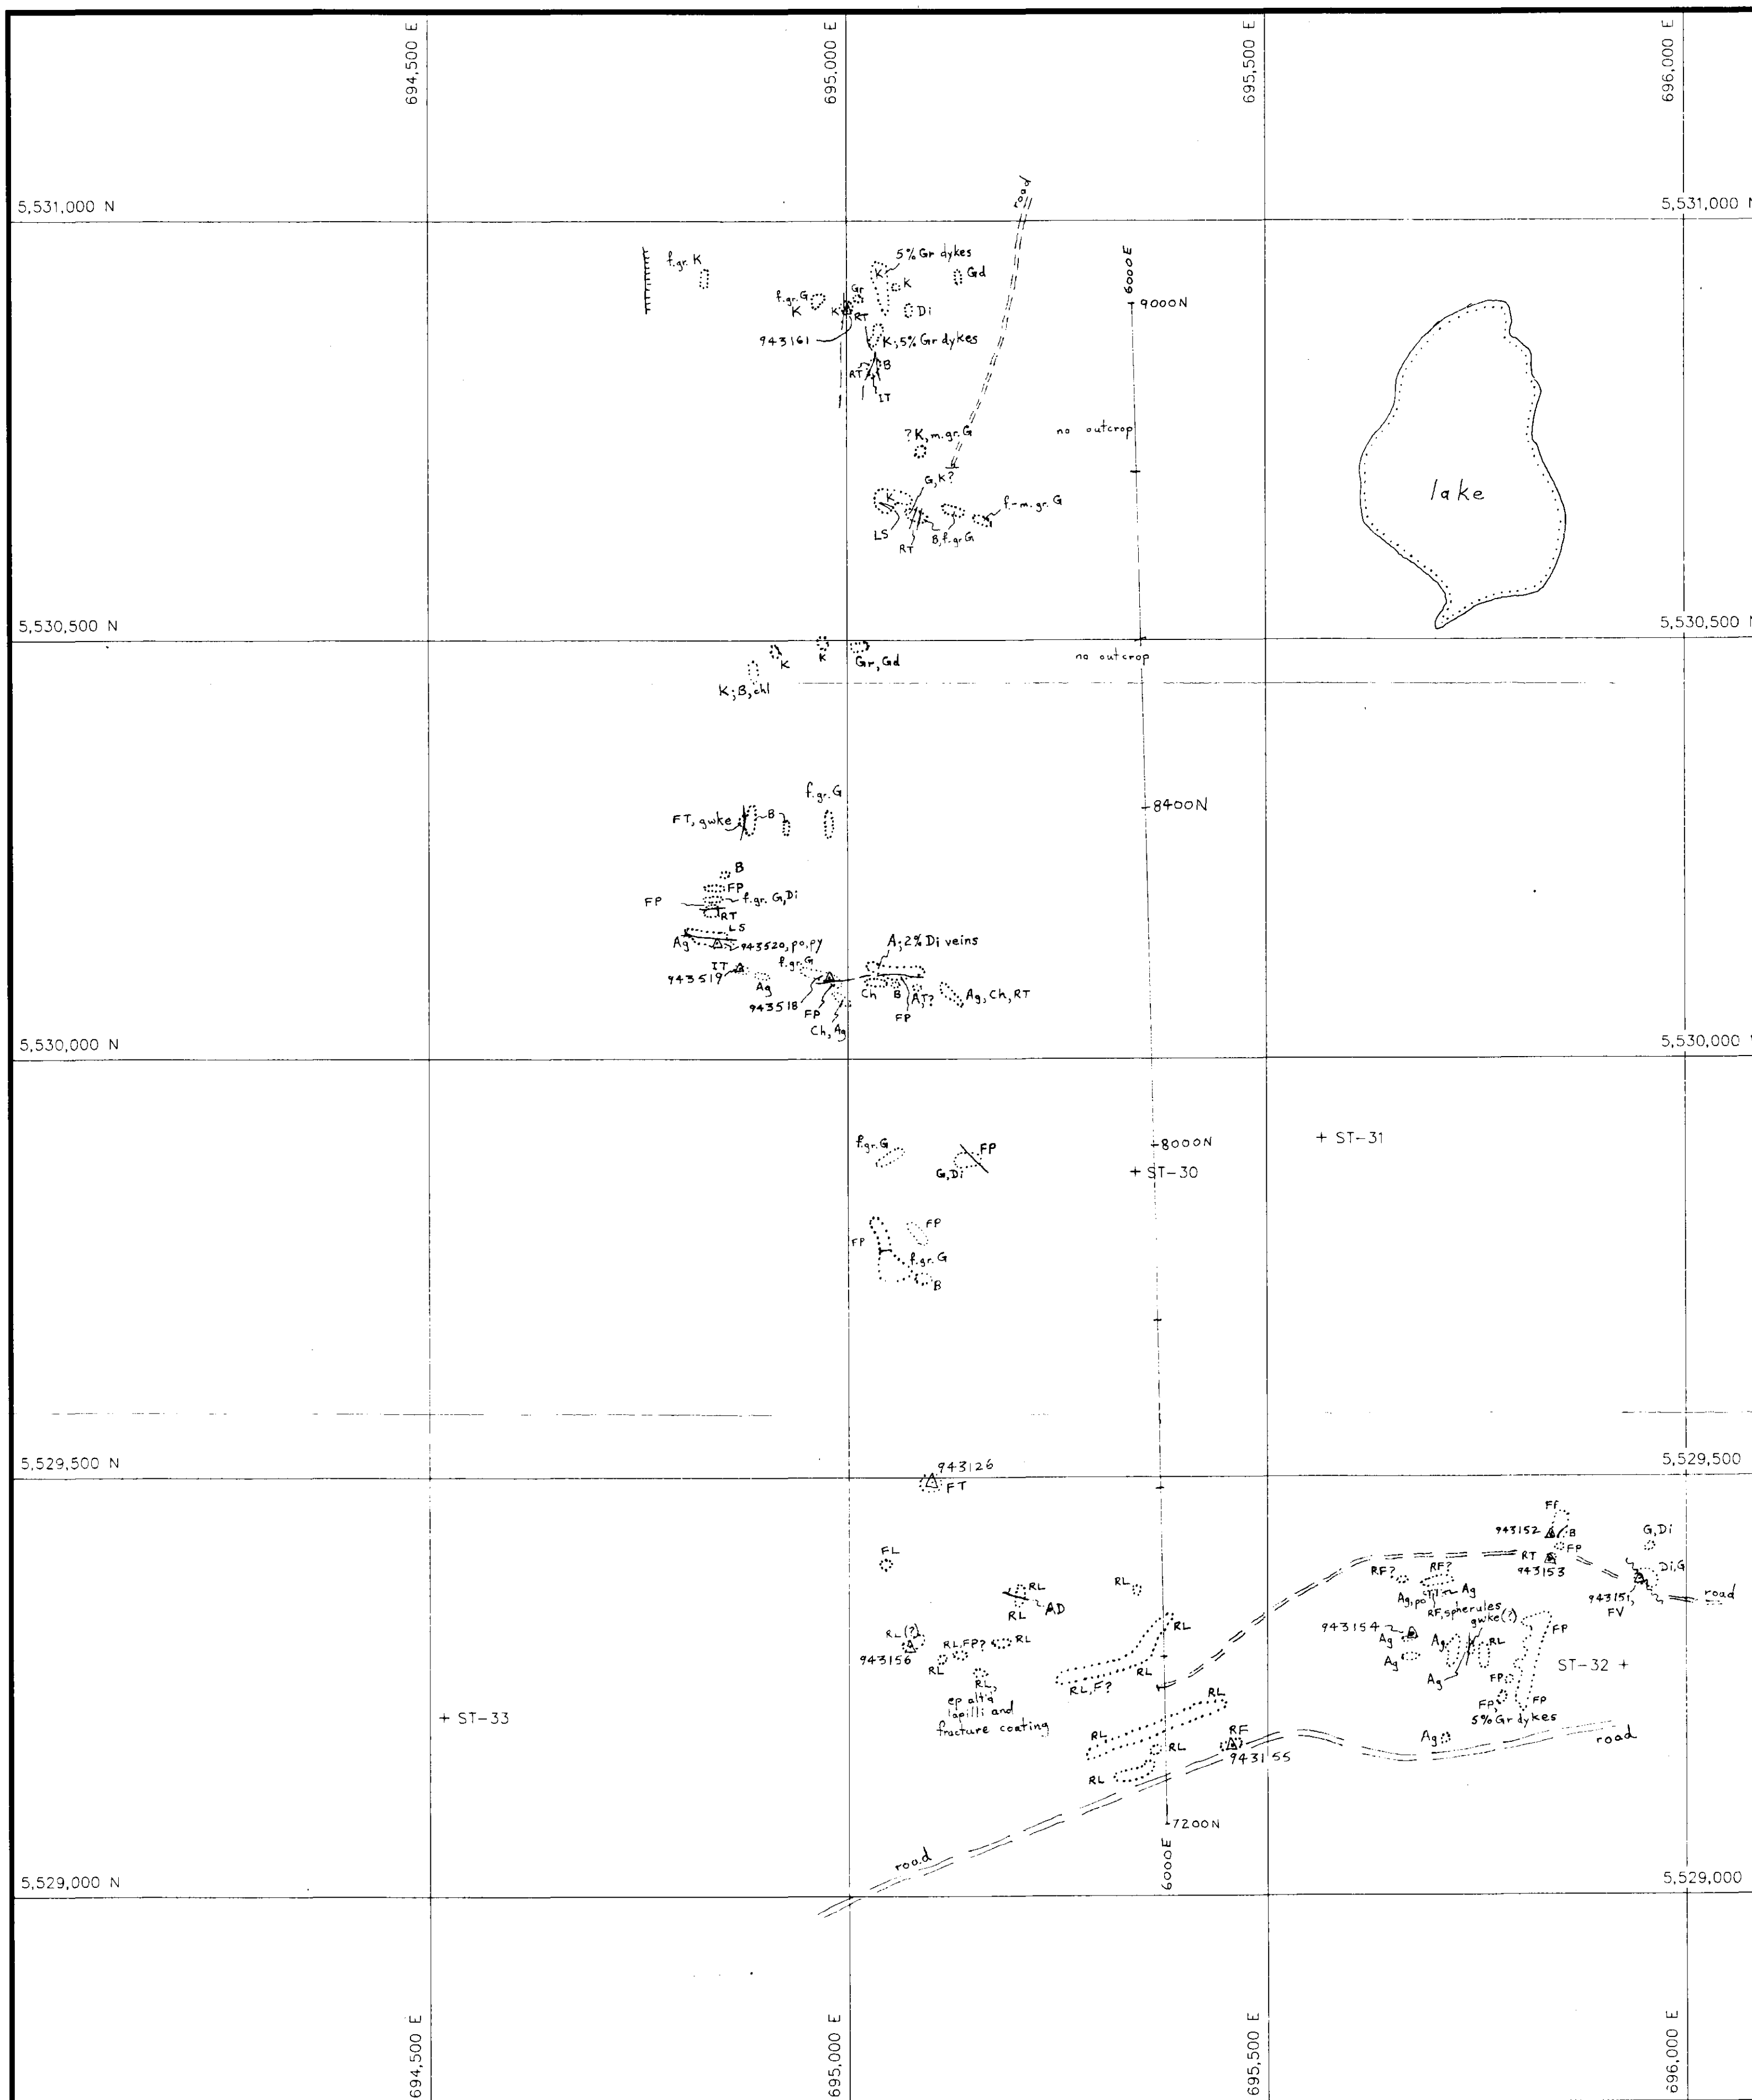 694,500 E
695,000 E
695,500 E
696,000 E
road
5,531,000 N
5,531,000 N
f.gr. K
5% Gr dykes
K
K
Gd
6000E
9000N
f.gr. G
K
Gr
K
RT
Di
943161
K; 5% Gr dykes
RT
B
IT
?K, m.gr. G
no outcrop
G, K?
K
f.-m. gr. G
lake
LS
RT
B, f.gr G
5,530,500 N
5,530,500 N
K
K
Gr, Gd
no outcrop
K; B, chl
f.gr. G
8400N
FT, gwke
B
B
FP
FP
f.gr. G, Di
RT
LS
Ag
943520, po, py
A; 2% Di veins
IT
f.gr. G
943519
Ag
943518
FP
Ch
B
AT?
Ag, Ch, RT
FP
Ch, Ag
5,530,000 N
5,530,000 N
f.gr. G
FP
8000N
+ ST-31
G, Di
+ ST-30
FP
FP
f.gr. G
B
5,529,500 N
5,529,500
943126
FT
Ff
943152
B
G, Di
FL
FP
RT
943153
RF?
RF?
Di, G
RL
RL
Ag, po
Ag
943151,
FV
road
RL
AD
RF, spherules
gwke(?)
943154
RL(?)
RL, FP?
RL
RL
Ag
Ag
RL
FP
943156
RL
Ag
ST-32 +
RL,
RL
RL, F?
Ag
FP
ep alt'd
lapilli and
fracture coating
RL
FP,
FP
5% Gr dykes
+ ST-33
RL
RF
Ag
road
RL
943155
RL
7200N
6000E
road
5,529,000 N
5,529,000
694,500 E
695,000 E
695,500 E
696,000 E